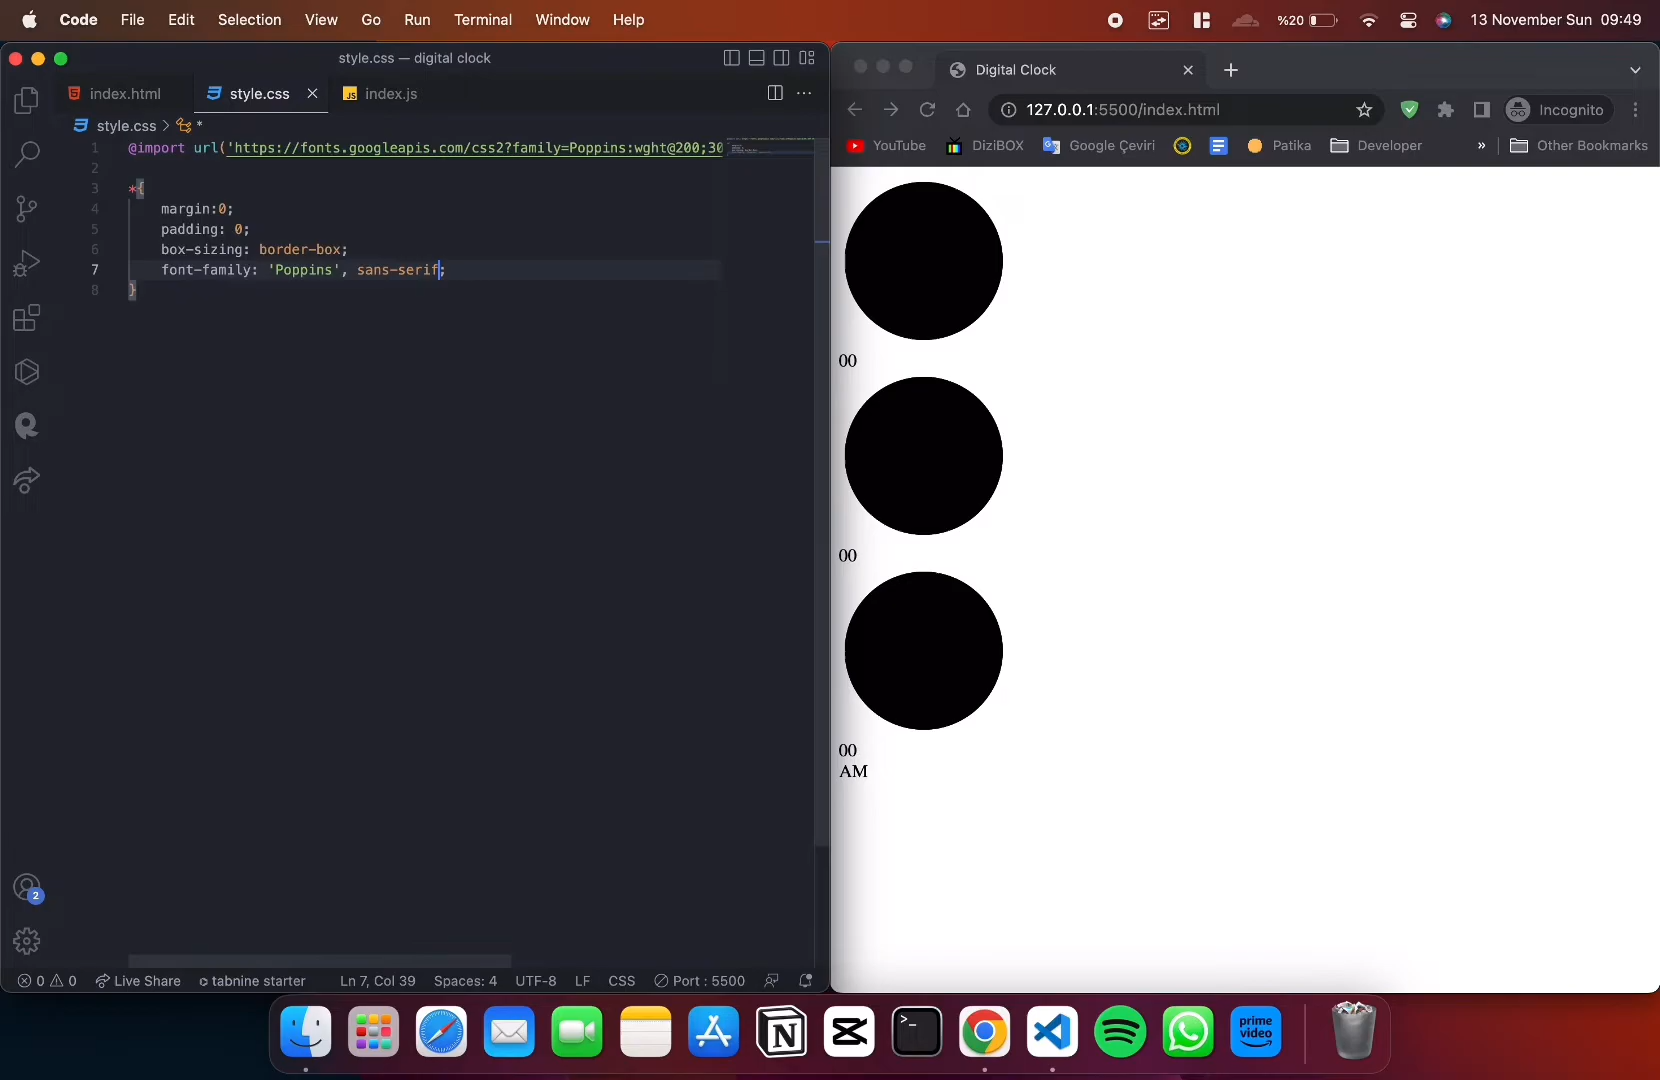 Code File Edit Selection View Go Run Terminal Window Help %20 13 November Sun 09:49
style.css — digital clock
index.html style.css index.js
style.css > *
1 @import url('https://fonts.googleapis.com/css2?family=Poppins:wght@200;30
2
3 *{
4 margin:0;
5 padding: 0;
6 box-sizing: border-box;
7 font-family: 'Poppins', sans-serif;
8 }
2
0 0 Live Share tabnine starter Ln 7, Col 39 Spaces: 4 UTF-8 LF CSS Port : 5500
Digital Clock
127.0.0.1:5500/index.html Incognito
YouTube DiziBOX Google Çeviri Patika Developer » Other Bookmarks
00
00
00
AM
prime
video